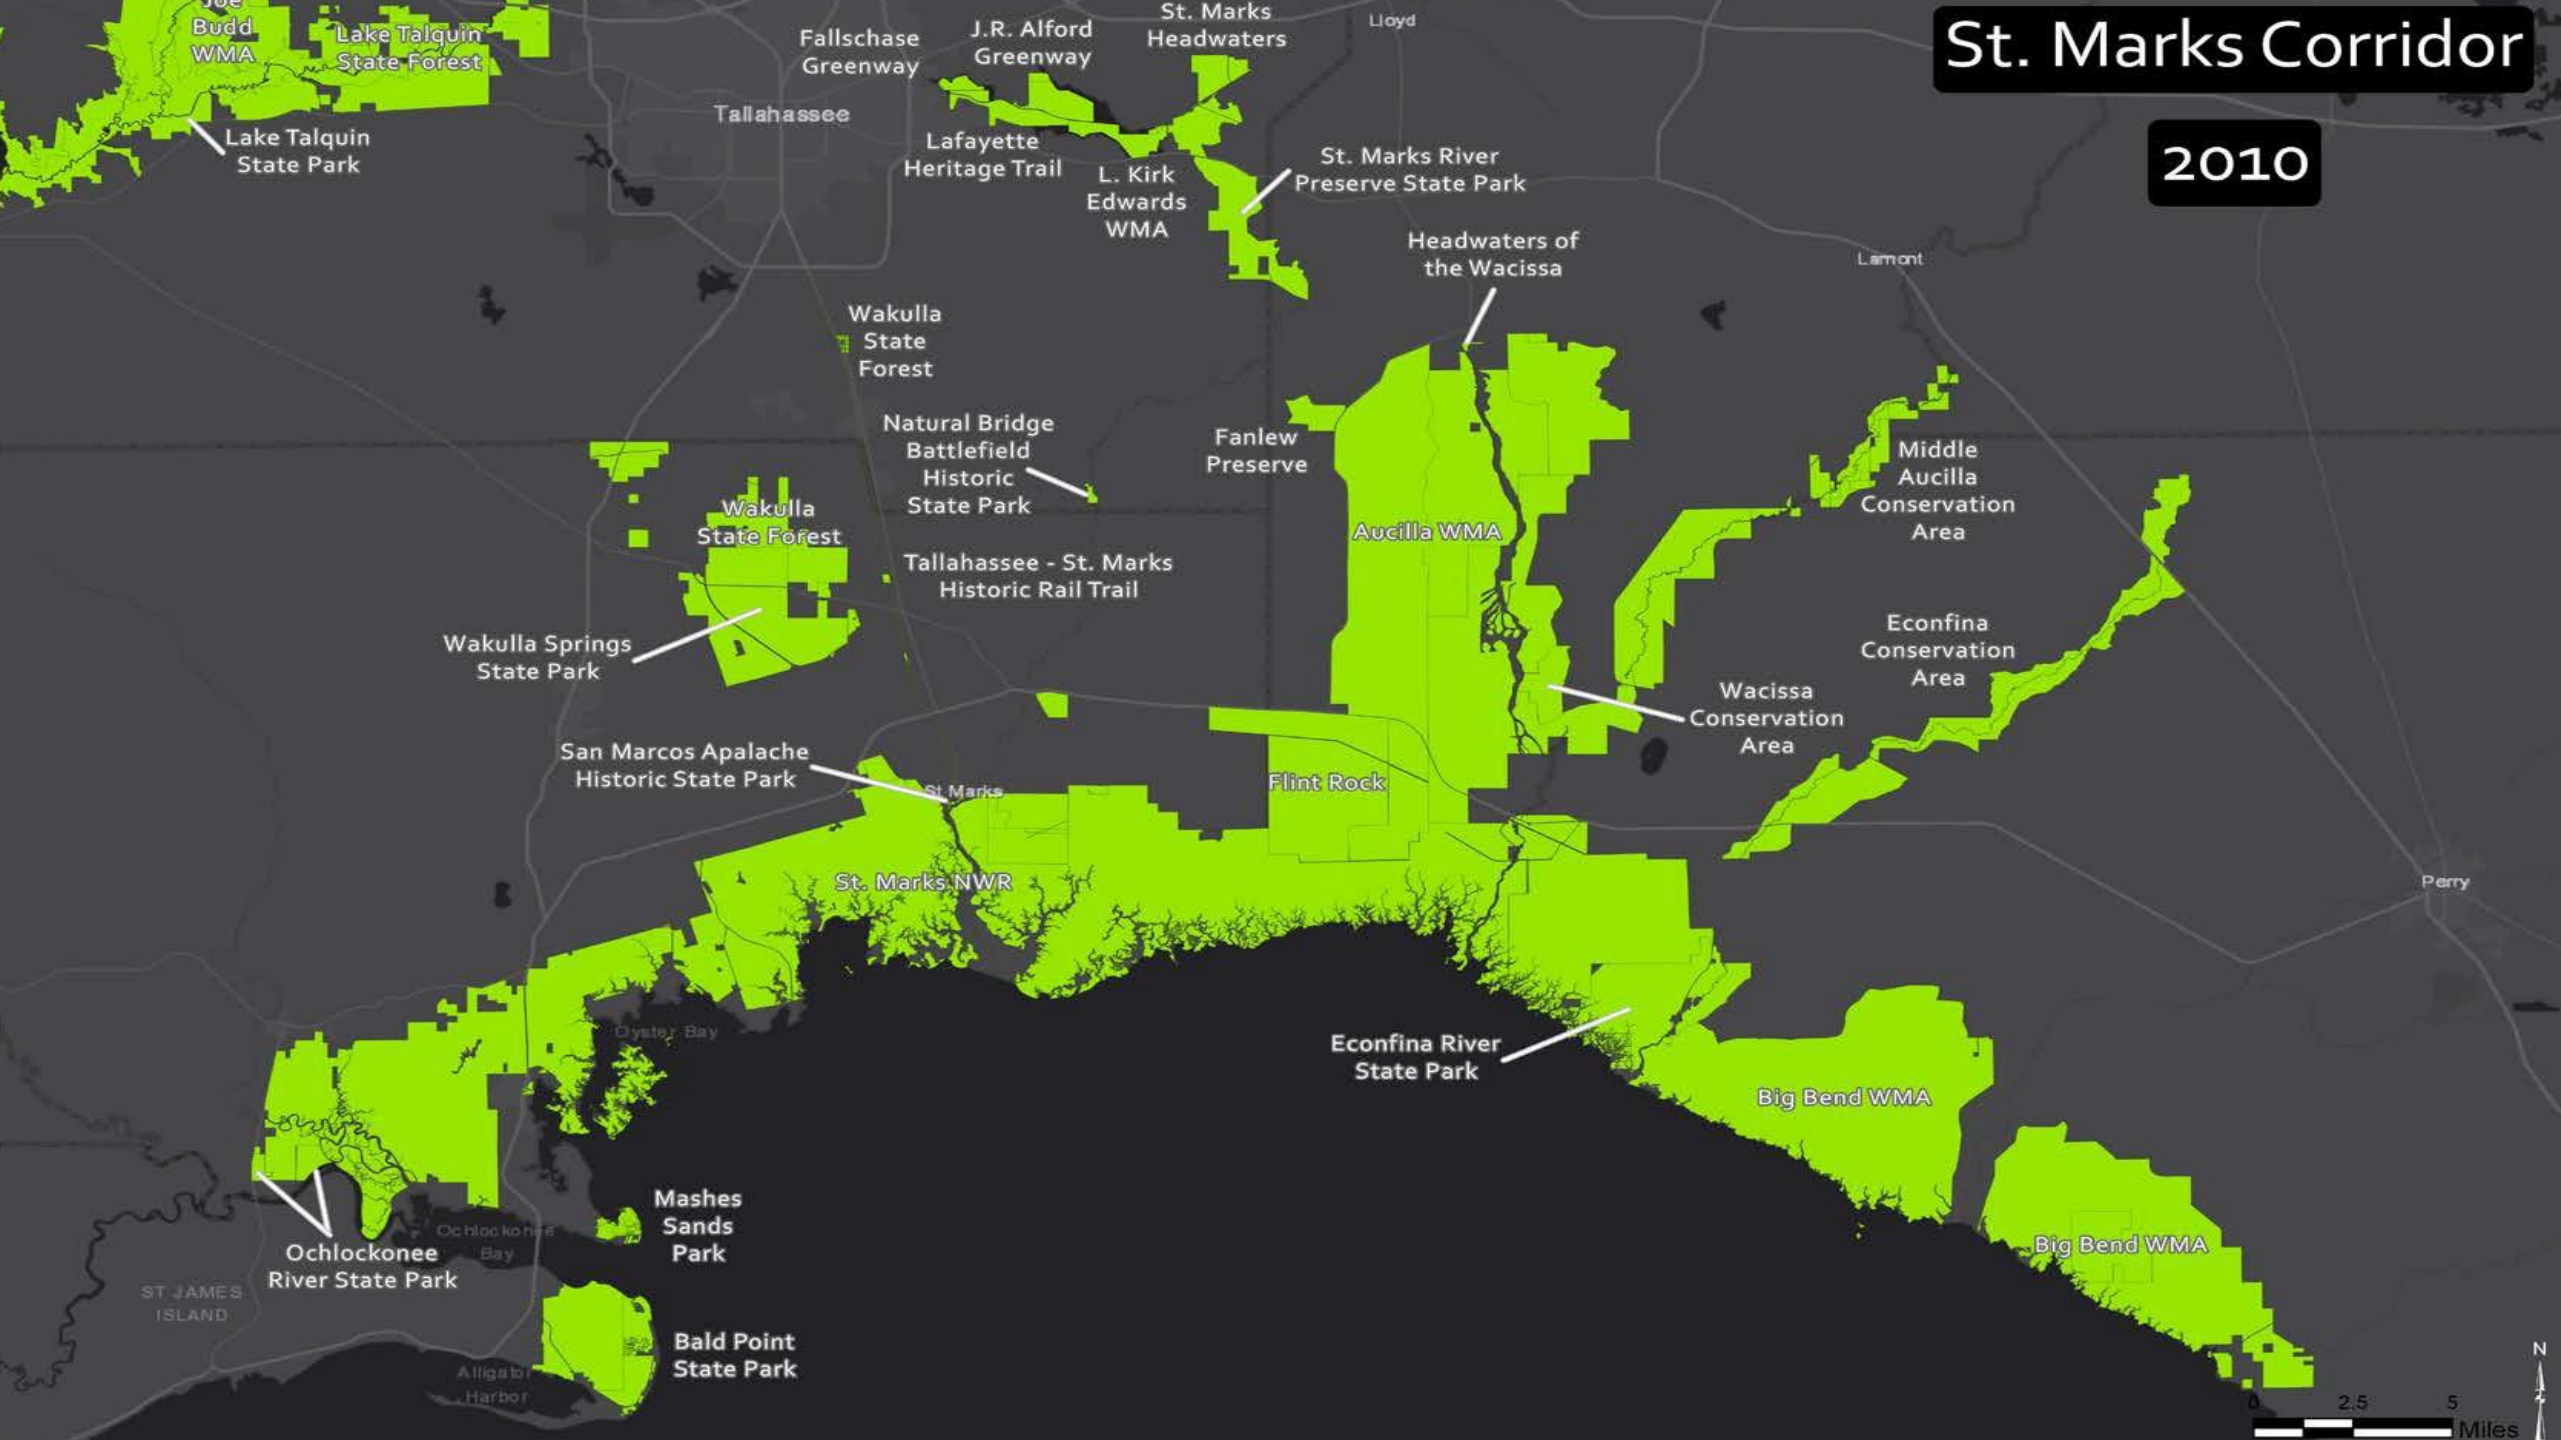 St. Marks Corridor
2010
Joe
Budd
WMA
Lake Talquin
State Forest
Lake Talquin
State Park
Tallahassee
Fallschase
Greenway
J.R. Alford
Greenway
St. Marks
Headwaters
Lloyd
Lafayette
Heritage Trail
L. Kirk
Edwards
WMA
St. Marks River
Preserve State Park
Headwaters of
the Wacissa
Lamont
Wakulla
State
Forest
Natural Bridge
Battlefield
Historic
State Park
Fanlew
Preserve
Middle
Aucilla
Conservation
Area
Wakulla
State Forest
Aucilla WMA
Tallahassee - St. Marks
Historic Rail Trail
Wakulla Springs
State Park
Econfina
Conservation
Area
Wacissa
Conservation
Area
San Marcos Apalache
Historic State Park
St Marks
Flint Rock
St. Marks NWR
Perry
Oyster Bay
Econfina River
State Park
Big Bend WMA
Mashes
Sands
Park
Ochlockonee
Bay
Ochlockonee
River State Park
Big Bend WMA
ST JAMES
ISLAND
Bald Point
State Park
Alligator
Harbor
N
0 2.5 5
Miles